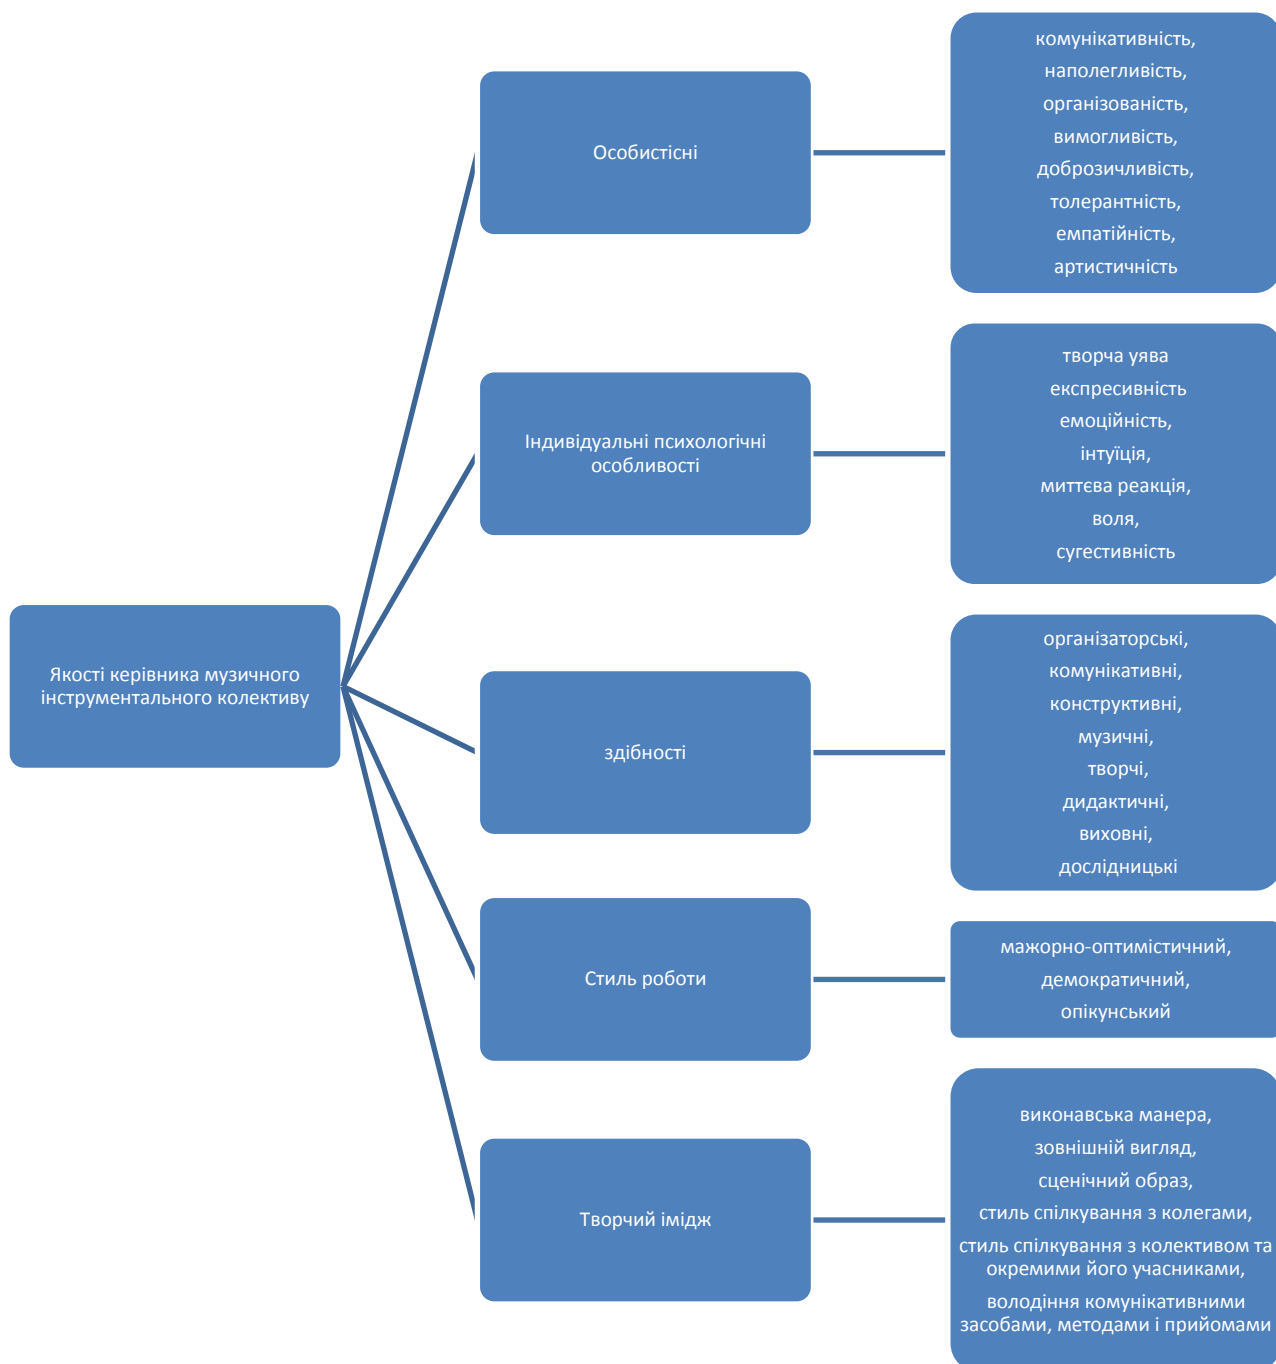 Якості керівника музичного
інструментального колективу
Особистісні
комунікативність,
наполегливість,
організованість,
вимогливість,
доброзичливість,
толерантність,
емпатійність,
артистичність
Індивідуальні психологічні
особливості
творча уява
експресивність
емоційність,
інтуїція,
миттєва реакція,
воля,
сугестивність
здібності
організаторські,
комунікативні,
конструктивні,
музичні,
творчі,
дидактичні,
виховні,
дослідницькі
Стиль роботи
мажорно-оптимістичний,
демократичний,
опікунський
Творчий імідж
виконавська манера,
зовнішній вигляд,
сценічний образ,
стиль спілкування з колегами,
стиль спілкування з колективом та
окремими його учасниками,
володіння комунікативними
засобами, методами і прийомами